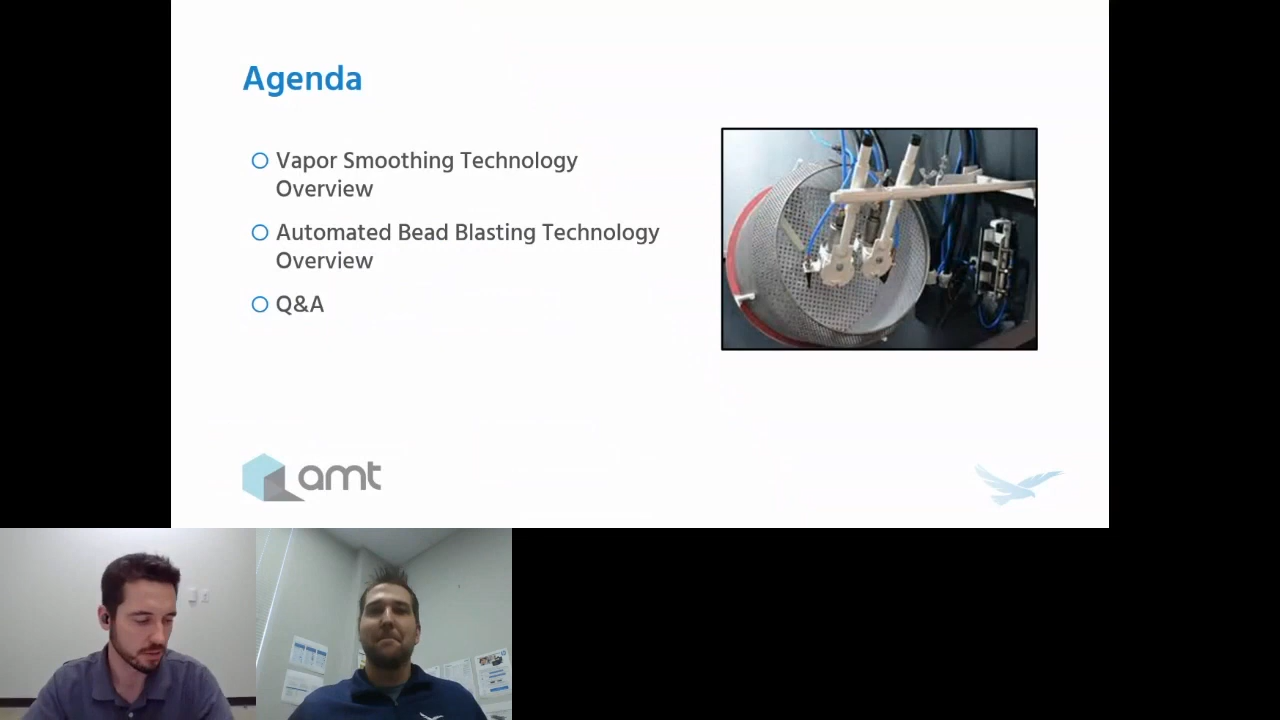 Agenda
Vapor Smoothing Technology
Overview
Automated Bead Blasting Technology
Overview
Q&A
amt